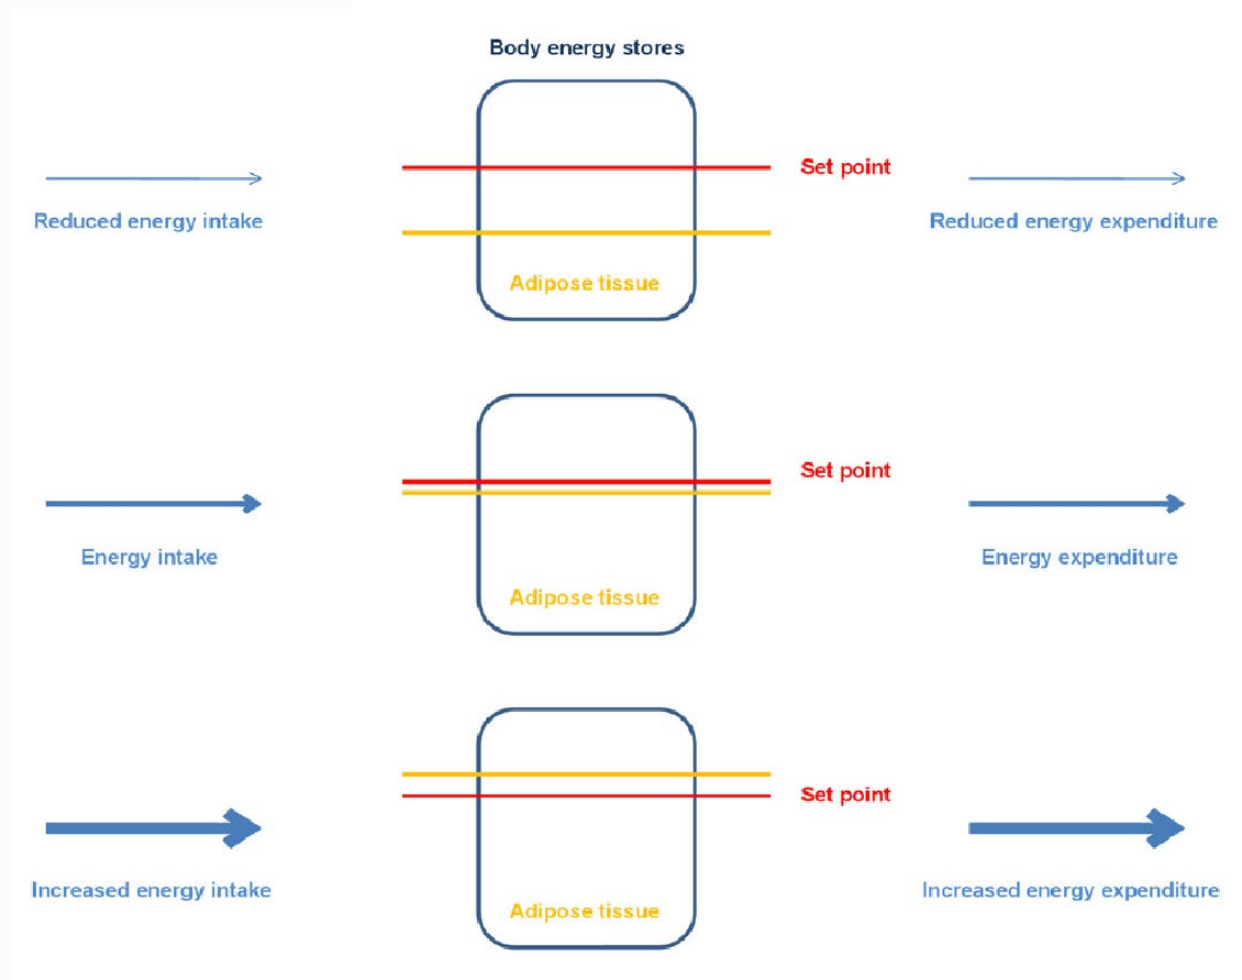 Body energy stores
Set point
Reduced energy intake
Reduced energy expenditure
Adipose tissue
Set point
Energy intake
Energy expenditure
Adipose tissue
Set point
Increased energy intake
Increased energy expenditure
Adipose tissue